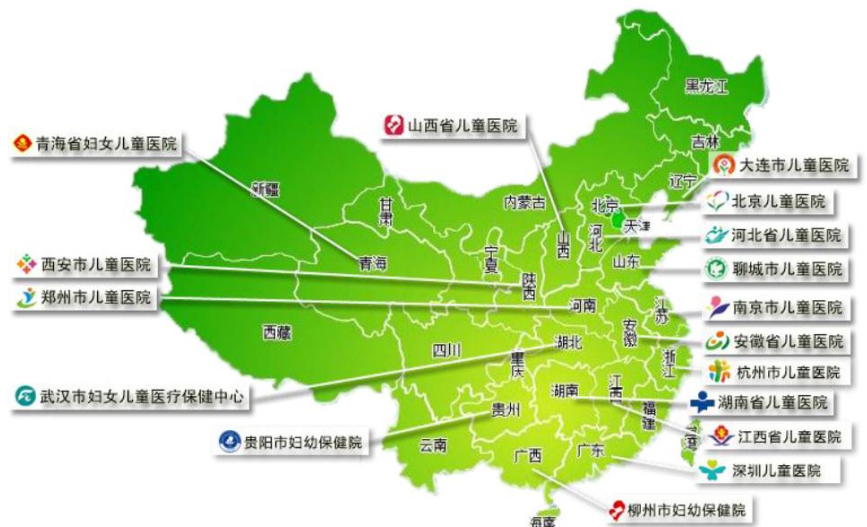 黑龙江
山西省儿童医院
青海省妇女儿童医院
吉林
大连市儿童医院
辽宁
新疆
甘肃
内蒙古
北京
北京儿童医院
天津
河北
河北省儿童医院
山西
宁夏
青海
山东
聊城市儿童医院
西安市儿童医院
陕西
郑州市儿童医院
河南
江苏
南京市儿童医院
西藏
四川
重庆
湖北
安徽
安徽省儿童医院
浙江
杭州市儿童医院
武汉市妇女儿童医疗保健中心
湖南
江西
湖南省儿童医院
贵州
福建
贵阳市妇幼保健院
云南
广西
广东
江西省儿童医院
深圳儿童医院
柳州市妇幼保健院
海南